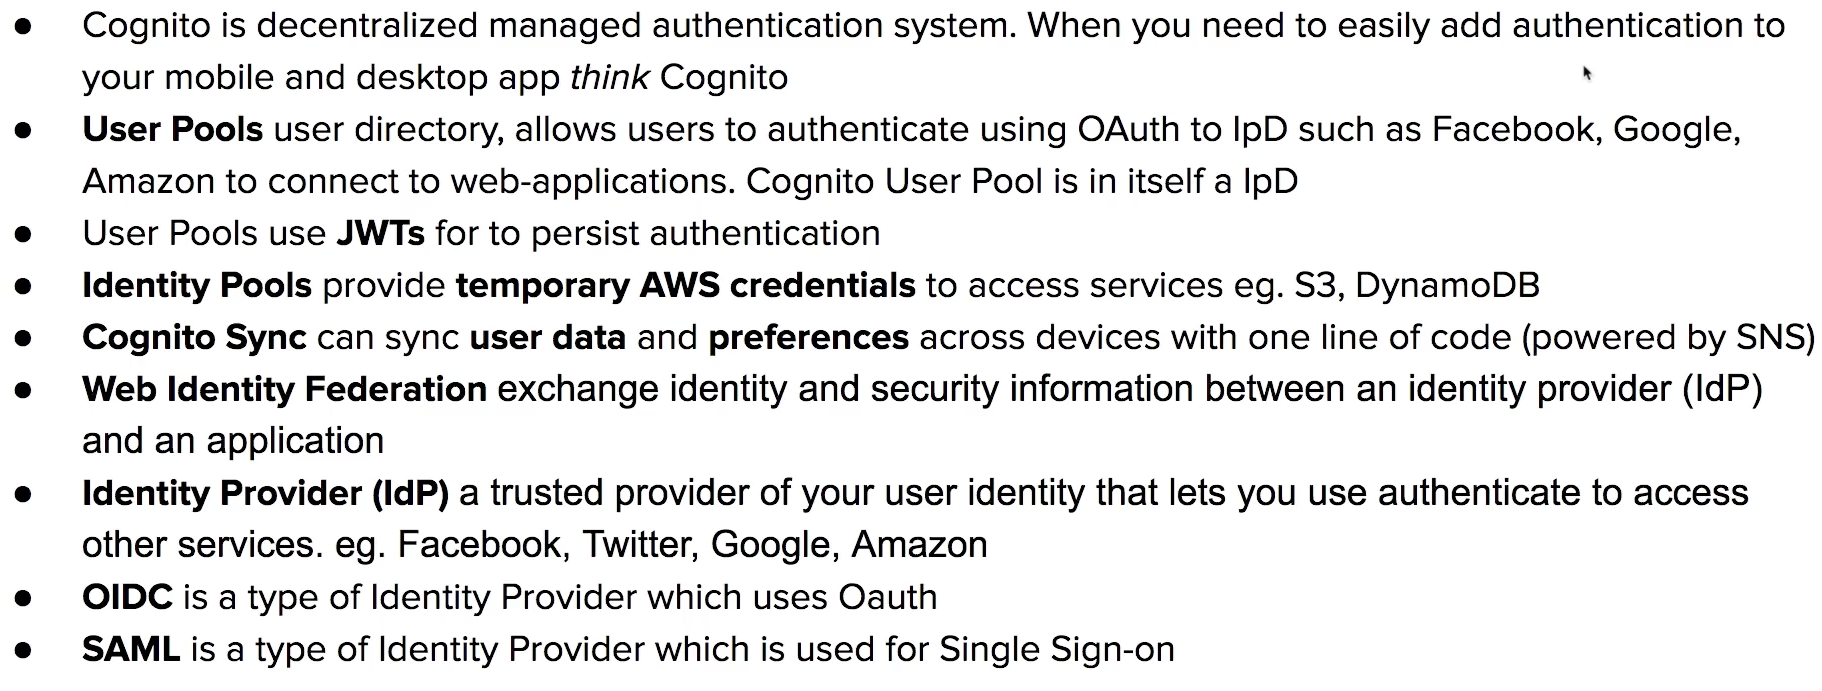 ● Cognito is decentralized managed authentication system. When you need to easily add authentication to
your mobile and desktop app think Cognito
● User Pools user directory, allows users to authenticate using OAuth to IpD such as Facebook, Google,
Amazon to connect to web-applications. Cognito User Pool is in itself a IpD
● User Pools use JWTs for to persist authentication
● Identity Pools provide temporary AWS credentials to access services eg. S3, DynamoDB
● Cognito Sync can sync user data and preferences across devices with one line of code (powered by SNS)
● Web Identity Federation exchange identity and security information between an identity provider (IdP)
and an application
● Identity Provider (IdP) a trusted provider of your user identity that lets you use authenticate to access
other services. eg. Facebook, Twitter, Google, Amazon
● OIDC is a type of Identity Provider which uses Oauth
● SAML is a type of Identity Provider which is used for Single Sign-on